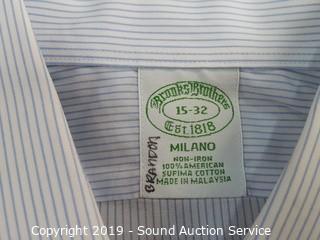 Brooks Brothers
15-32
Est. 1818
MILANO
NON-IRON
100% AMERICAN
SUPIMA COTTON
MADE IN MALAYSIA
BRANDON
Copyright 2019 - Sound Auction Service